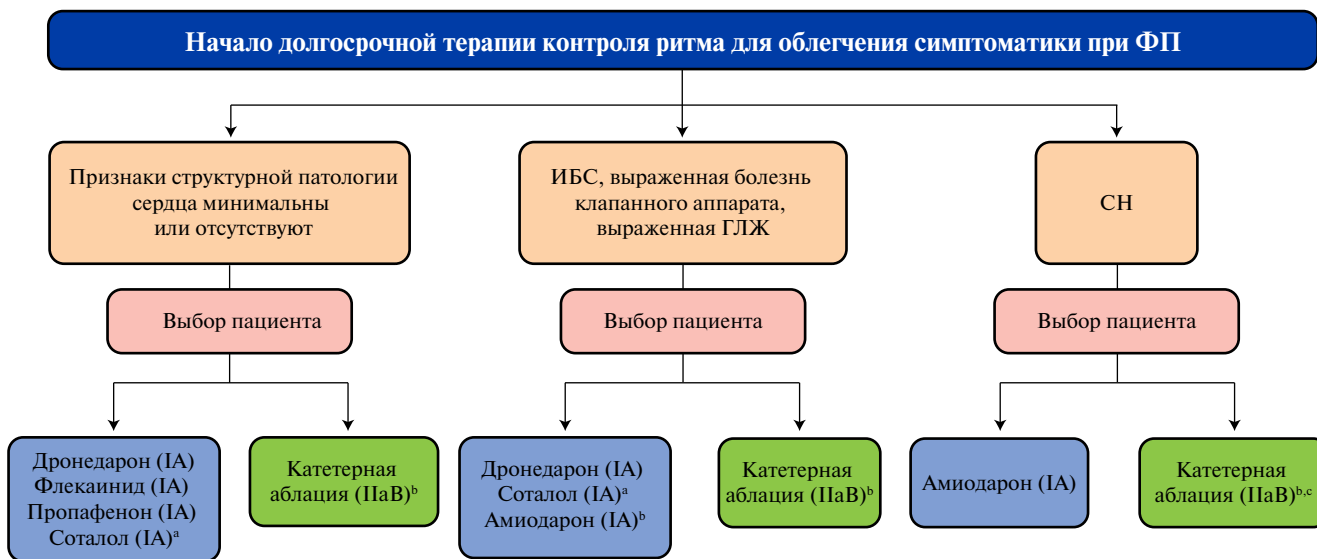 Начало долгосрочной терапии контроля ритма для облегчения симптоматики при ФП
Признаки структурной патологии
сердца минимальны
или отсутствуют
ИБС, выраженная болезнь
клапанного аппарата,
выраженная ГЛЖ
СН
Выбор пациента
Выбор пациента
Выбор пациента
Дронедарон (IA)
Флекаинид (IA)
Пропафенон (IA)
Соталол (IA)ᵃ
Катетерная
аблация (IIaB)ᵇ
Дронедарон (IA)
Соталол (IA)ᵃ
Амиодарон (IA)ᵇ
Катетерная
аблация (IIaB)ᵇ
Амиодарон (IA)
Катетерная
аблация (IIaB)ᵇ,ᶜ